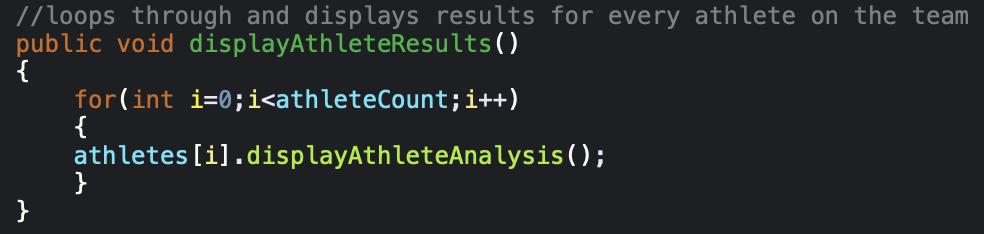 //loops through and displays results for every athlete on the team
public void displayAthleteResults()
{
for(int i=0;i<athleteCount;i++)
{
athletes[i].displayAthleteAnalysis();
}
}